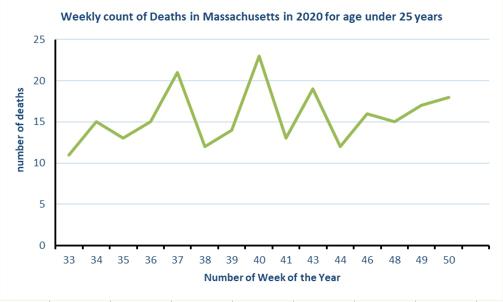 Weekly count of Deaths in Massachusetts in 2020 for age under 25 years
25
20
15
10
5
0
number of deaths
33 34 35 36 37 38 39 40 41 43 44 46 48 49 50
Number of Week of the Year